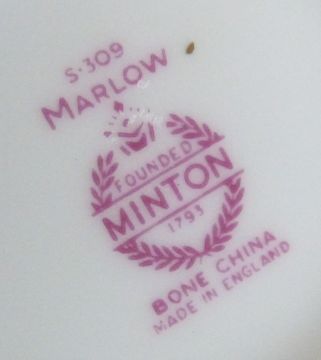 S·309
MARLOW
FOUNDED
MINTON
1793
BONE CHINA
MADE IN ENGLAND